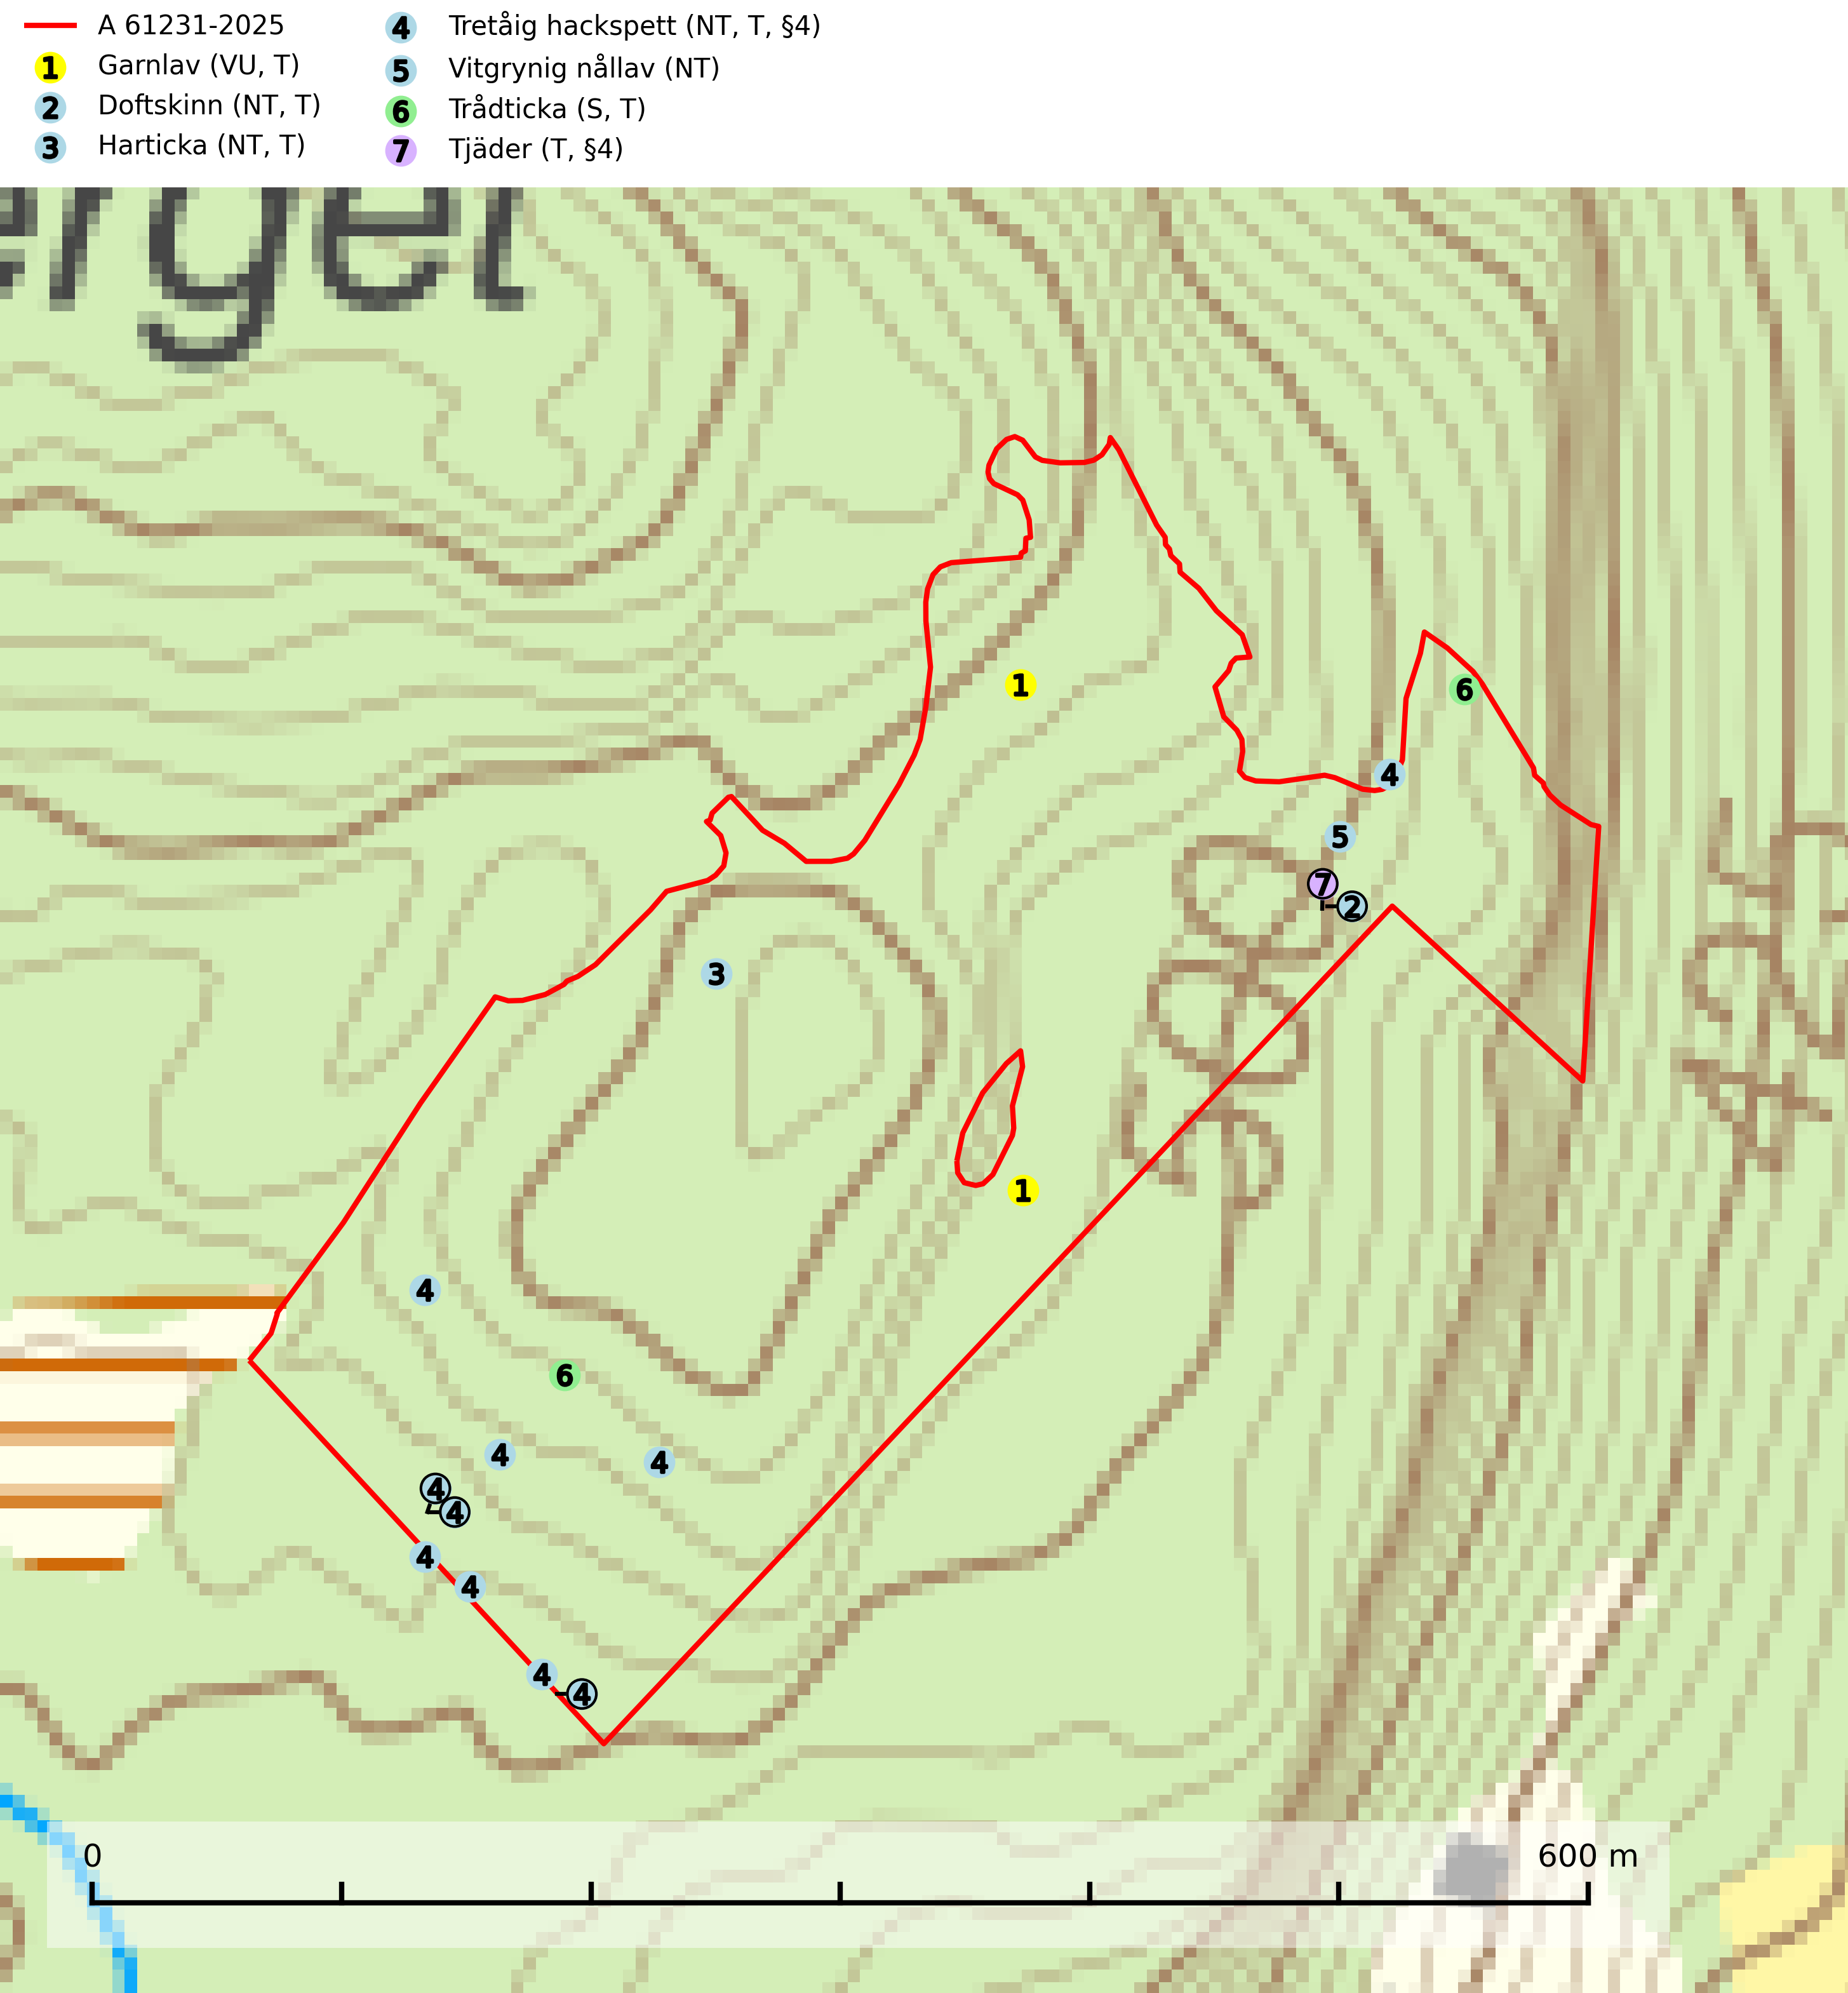 A 61231-2025
1 Garnlav (VU, T)
2 Doftskinn (NT, T)
3 Harticka (NT, T)
4 Tretåig hackspett (NT, T, §4)
5 Vitgrynig nållav (NT)
6 Trådticka (S, T)
7 Tjäder (T, §4)
1
6
4
5
7
2
3
1
4
6
4
4
4
4
4
4
4
4
0 600 m